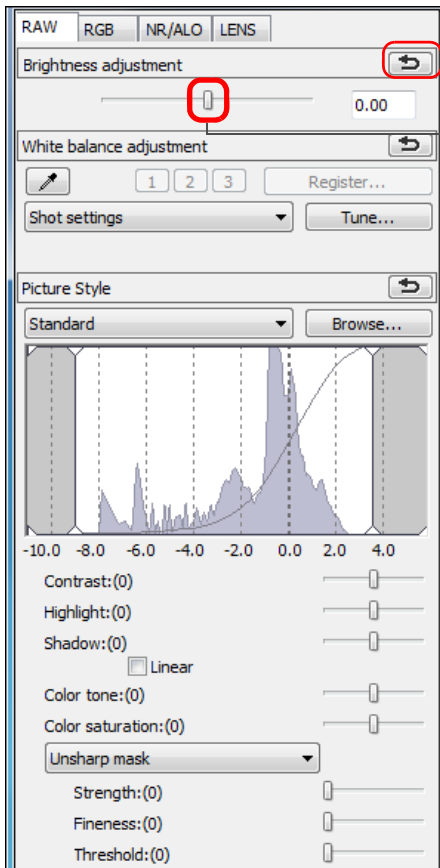 RAW RGB NR/ALO LENS
Brightness adjustment
0.00
White balance adjustment
1 2 3 Register...
Shot settings Tune...
Picture Style
Standard Browse...
-10.0 -8.0 -6.0 -4.0 -2.0 0.0 2.0 4.0
Contrast:(0)
Highlight:(0)
Shadow:(0)
Linear
Color tone:(0)
Color saturation:(0)
Unsharp mask
Strength:(0)
Fineness:(0)
Threshold:(0)